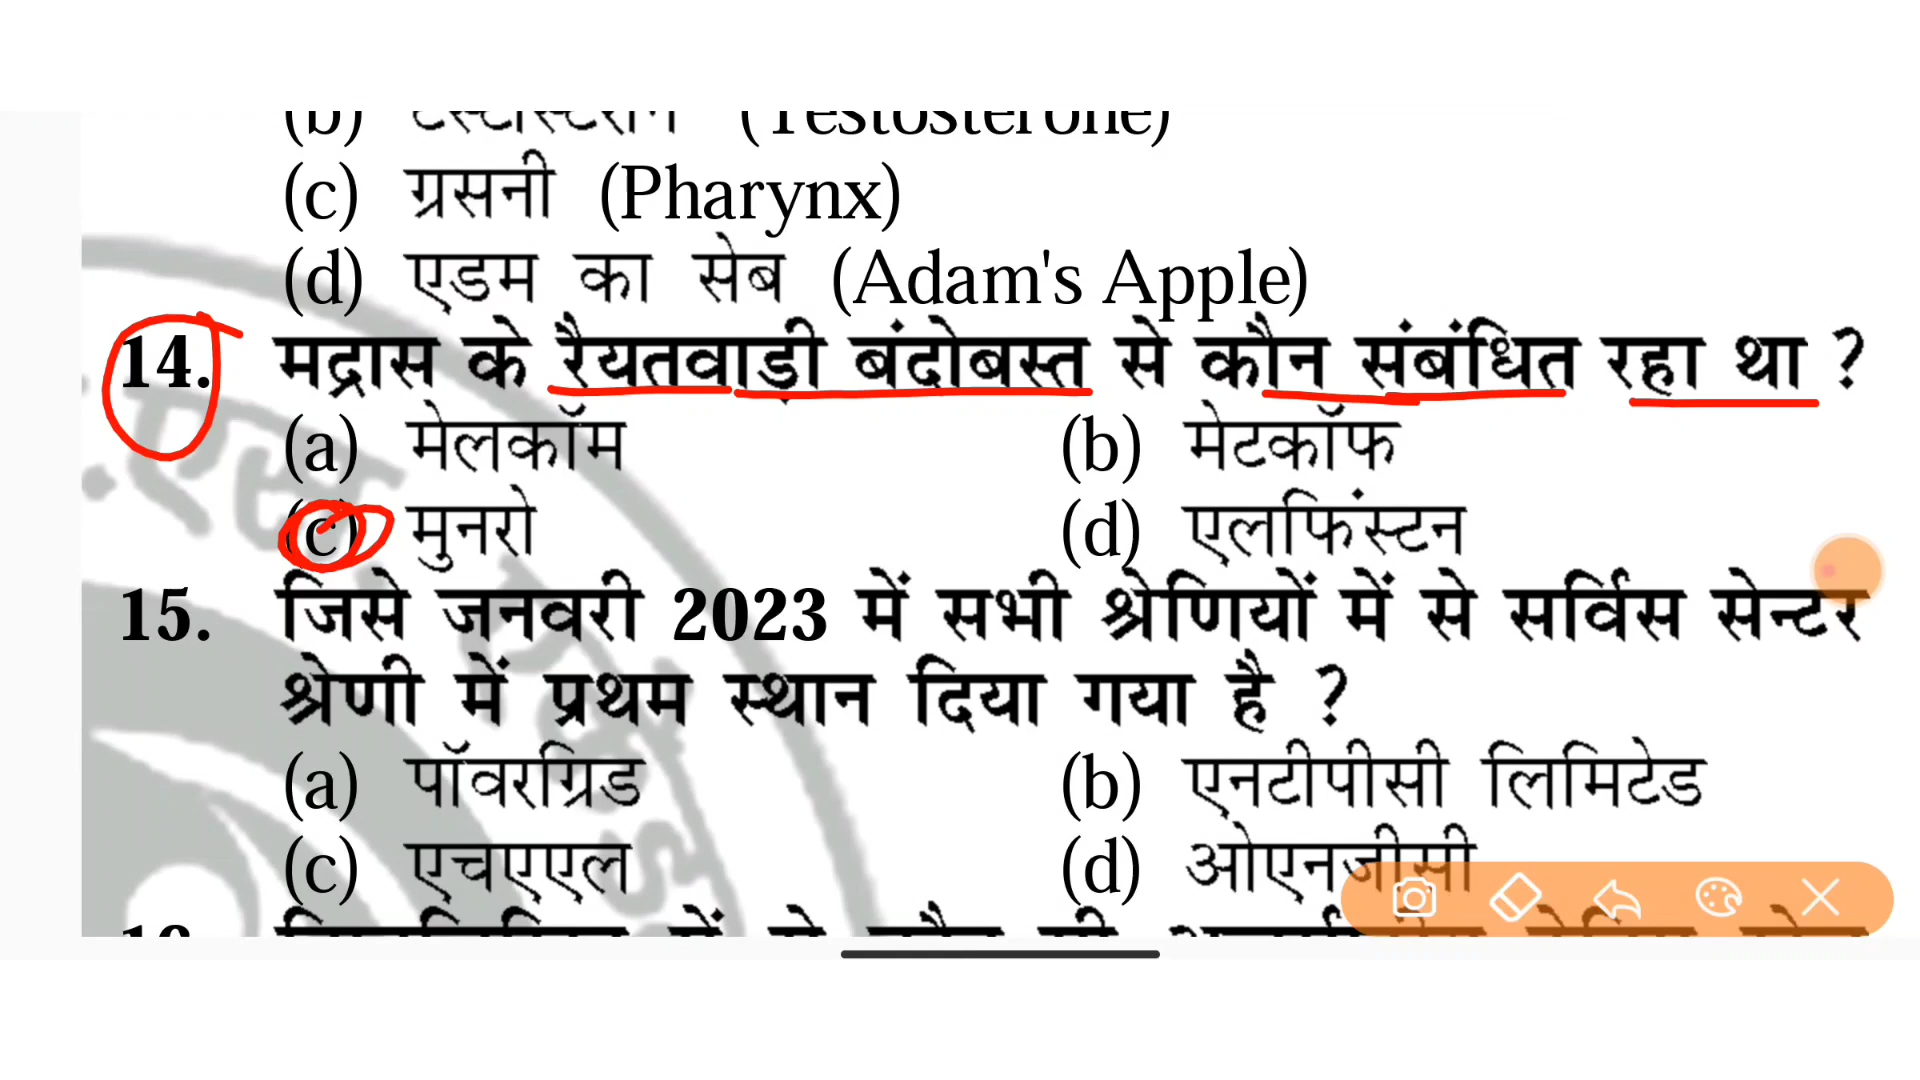 (b) टेस्टोस्टेरोन (Testosterone)
(c) ग्रसनी (Pharynx)
(d) एडम का सेब (Adam's Apple)
14. मद्रास के रैयतवाड़ी बंदोबस्त से कौन संबंधित रहा था ?
(a) मेलकॉम (b) मेटकॉफ
(c) मुनरो (d) एलफिंस्टन
15. जिसे जनवरी 2023 में सभी श्रेणियों में से सर्विस सेन्टर
श्रेणी में प्रथम स्थान दिया गया है ?
(a) पॉवरग्रिड (b) एनटीपीसी लिमिटेड
(c) एचएएल (d) ओएनजीसी